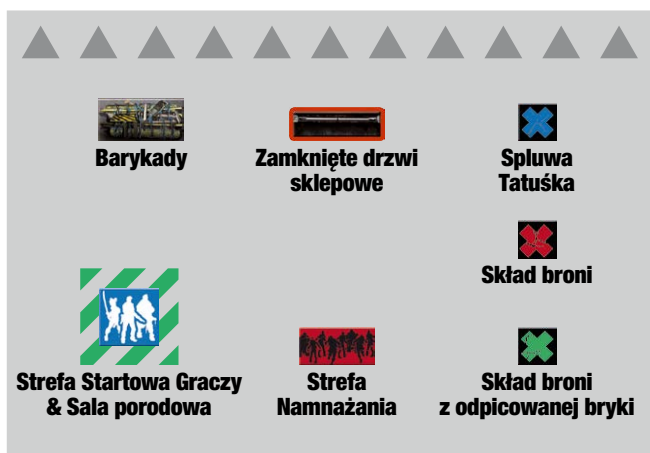 Barykady
Zamknięte drzwi
sklepowe
Spluwa
Tatuśka
Skład broni
Strefa Startowa Graczy
& Sala porodowa
Strefa
Namnażania
Skład broni
z odpicowanej bryki